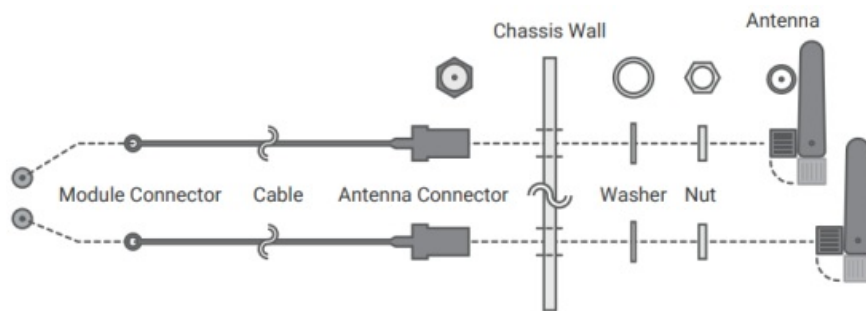 Chassis Wall
Antenna
Module Connector
Cable
Antenna Connector
Washer
Nut